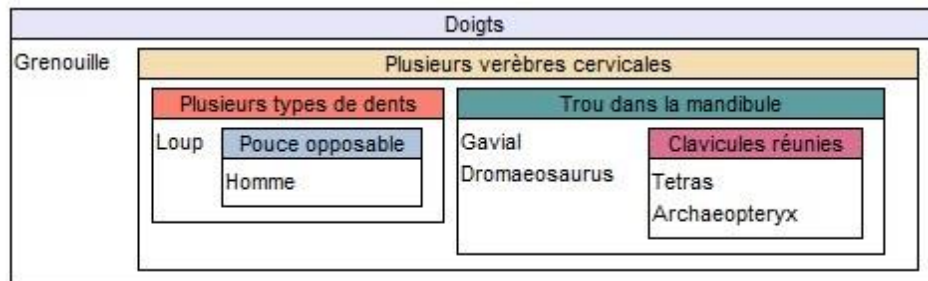 Doigts
Grenouille
Plusieurs verèbres cervicales
Plusieurs types de dents
Loup
Pouce opposable
Homme
Trou dans la mandibule
Gavial
Dromaeosaurus
Clavicules réunies
Tetras
Archaeopteryx